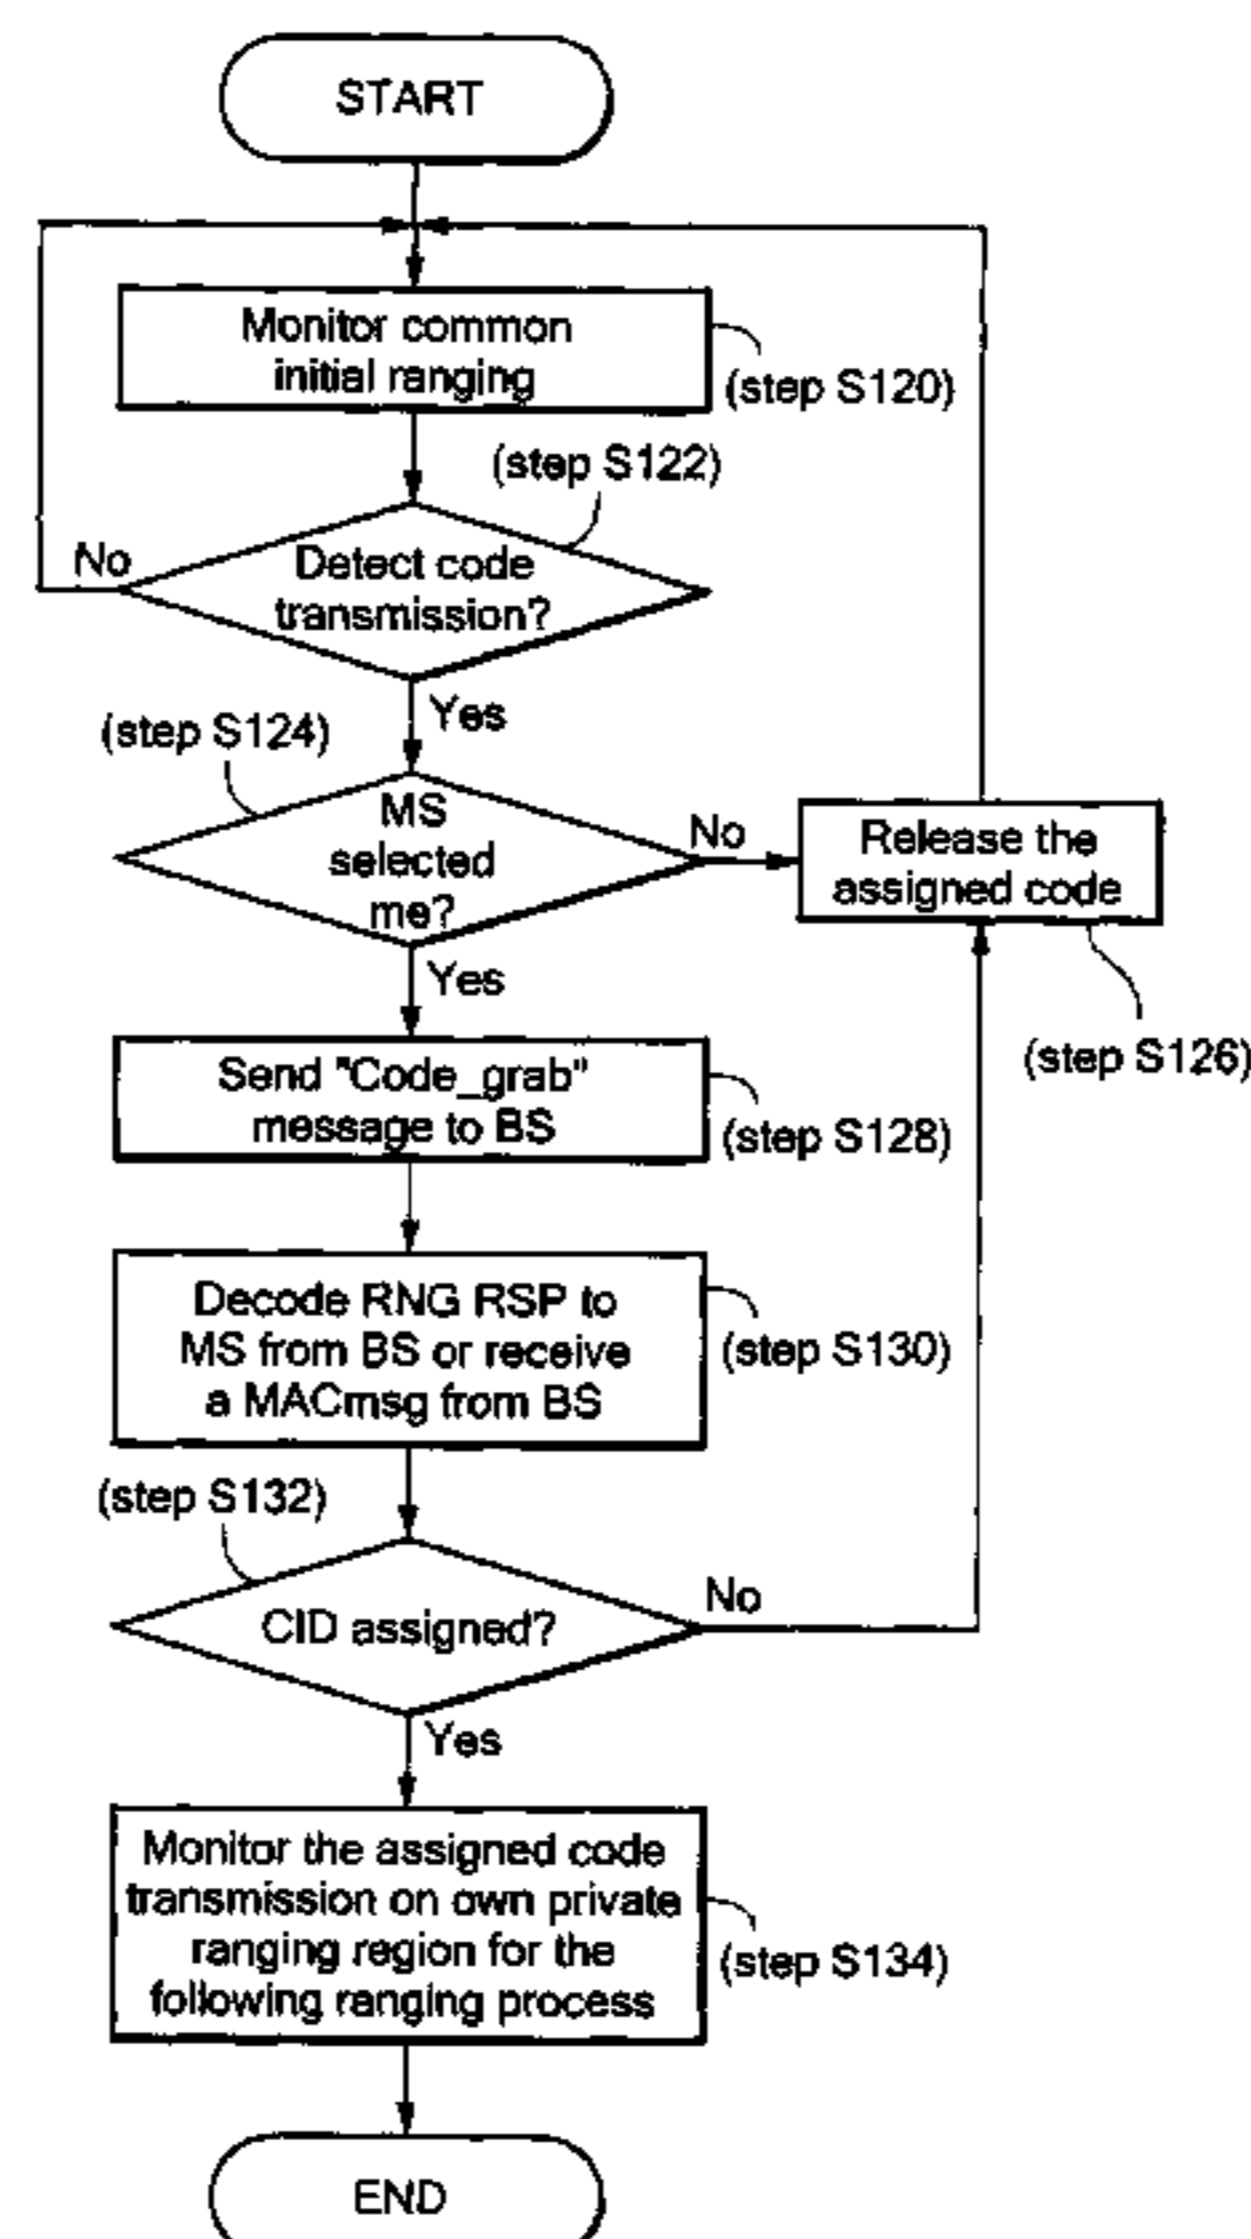 START
Monitor common
initial ranging
(step S120)
(step S122)
Detect code
transmission?
No
Yes
(step S124)
MS
selected
me?
No
Release the
assigned code
(step S126)
Yes
Send "Code_grab"
message to BS
(step S128)
Decode RNG RSP to
MS from BS or receive
a MACmsg from BS
(step S130)
(step S132)
CID assigned?
No
Yes
Monitor the assigned code
transmission on own private
ranging region for the
following ranging process
(step S134)
END